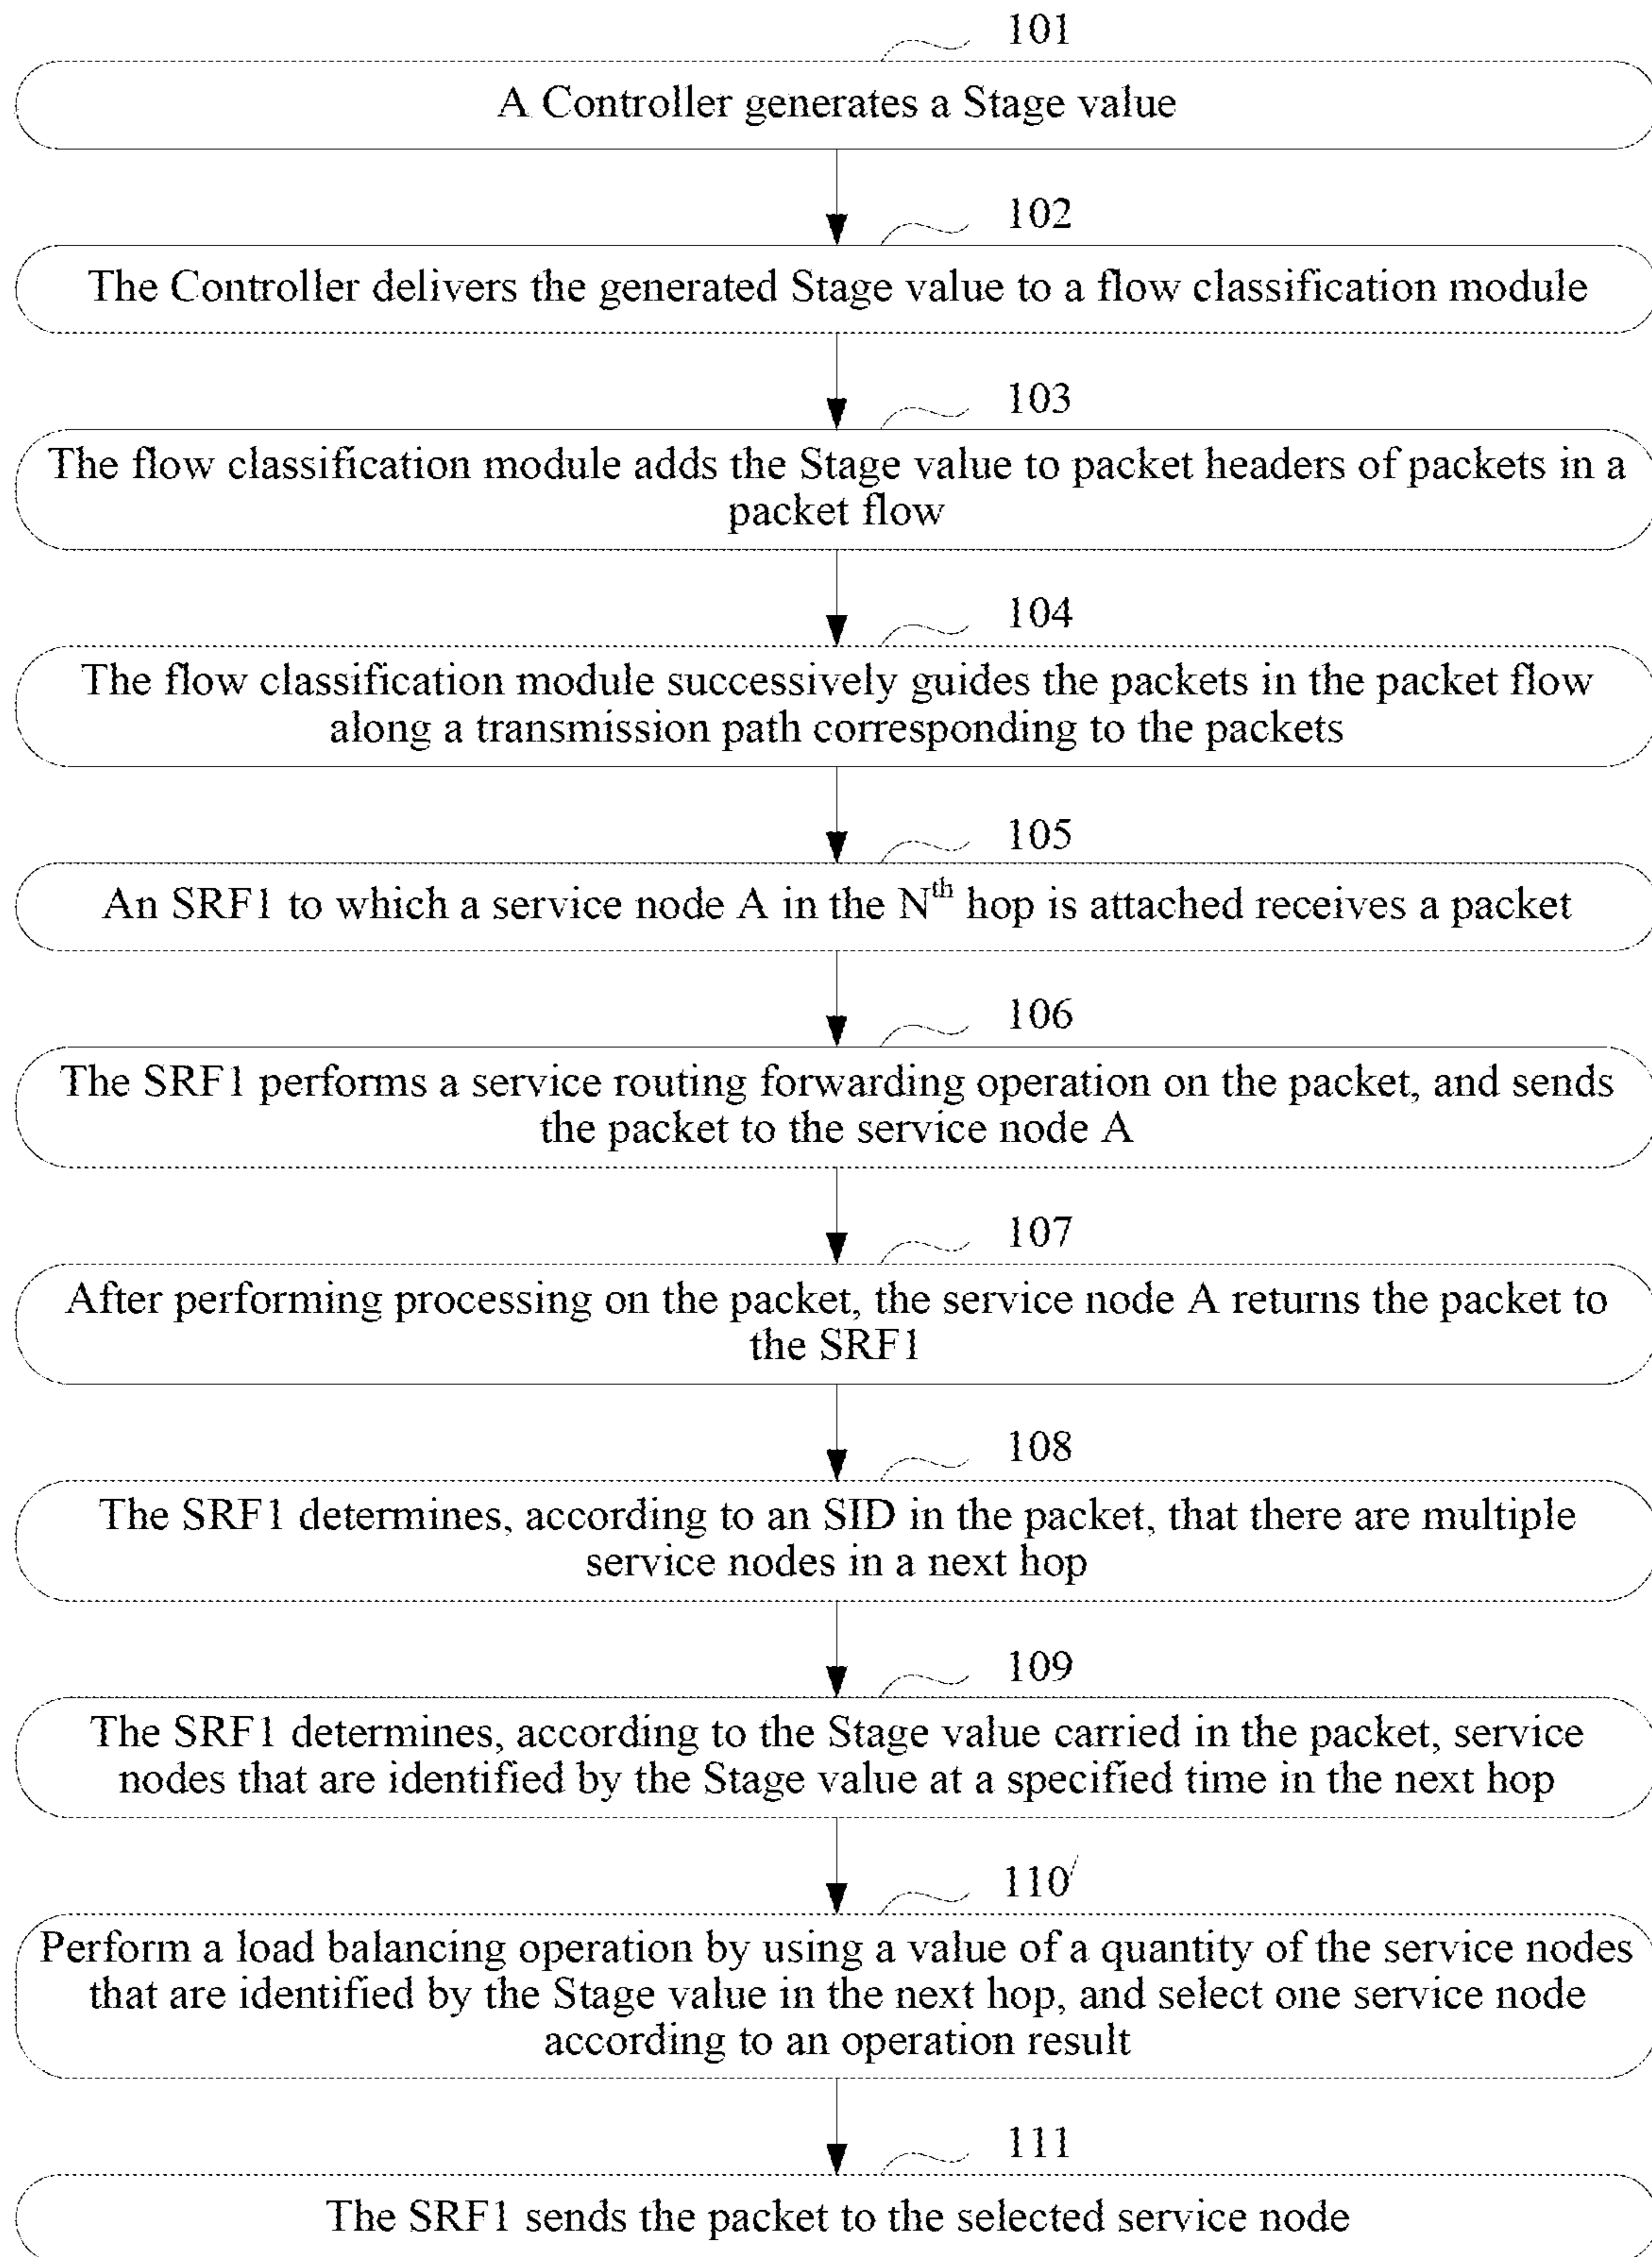 101
A Controller generates a Stage value
102
The Controller delivers the generated Stage value to a flow classification module
103
The flow classification module adds the Stage value to packet headers of packets in a
packet flow
104
The flow classification module successively guides the packets in the packet flow
along a transmission path corresponding to the packets
105
An SRF1 to which a service node A in the Nth hop is attached receives a packet
106
The SRF1 performs a service routing forwarding operation on the packet, and sends
the packet to the service node A
107
After performing processing on the packet, the service node A returns the packet to
the SRF1
108
The SRF1 determines, according to an SID in the packet, that there are multiple
service nodes in a next hop
109
The SRF1 determines, according to the Stage value carried in the packet, service
nodes that are identified by the Stage value at a specified time in the next hop
110
Perform a load balancing operation by using a value of a quantity of the service nodes
that are identified by the Stage value in the next hop, and select one service node
according to an operation result
111
The SRF1 sends the packet to the selected service node